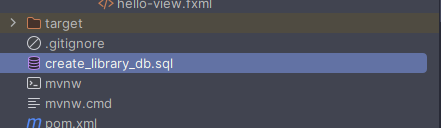 hello-view.fxml
target
.gitignore
create_library_db.sql
mvnw
mvnw.cmd
pom.xml